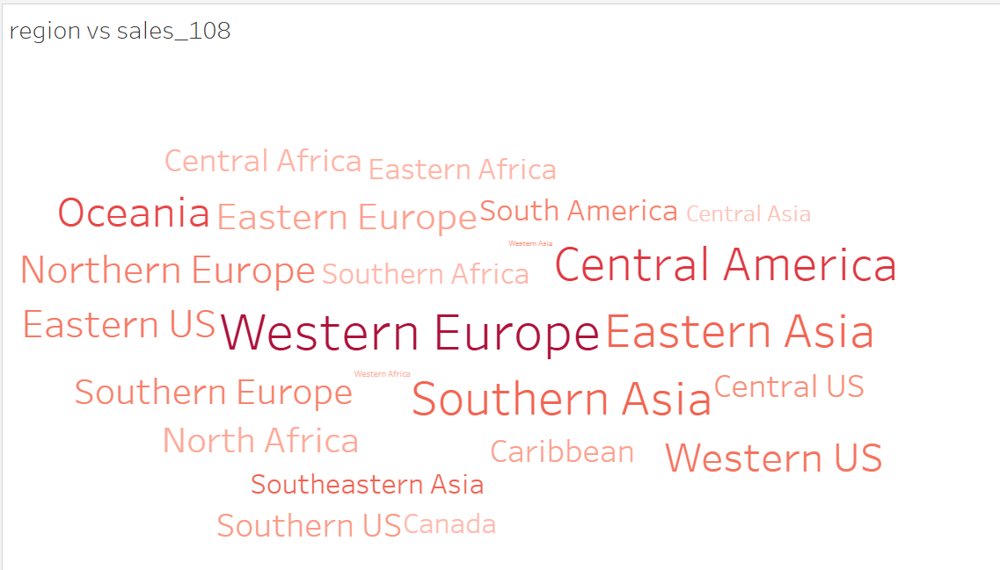 region vs sales_108
Central Africa Eastern Africa
Oceania Eastern Europe South America Central Asia
Western Asia
Northern Europe Southern Africa Central America
Eastern US Western Europe Eastern Asia
Western Africa
Southern Europe Southern Asia Central US
North Africa Caribbean Western US
Southeastern Asia
Southern US Canada